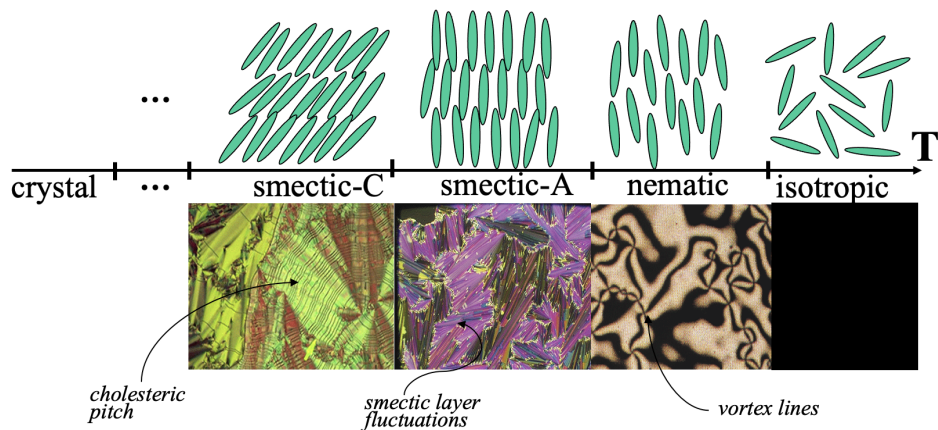 ...
T
crystal
...
smectic-C
smectic-A
nematic
isotropic
cholesteric
pitch
smectic layer
fluctuations
vortex lines